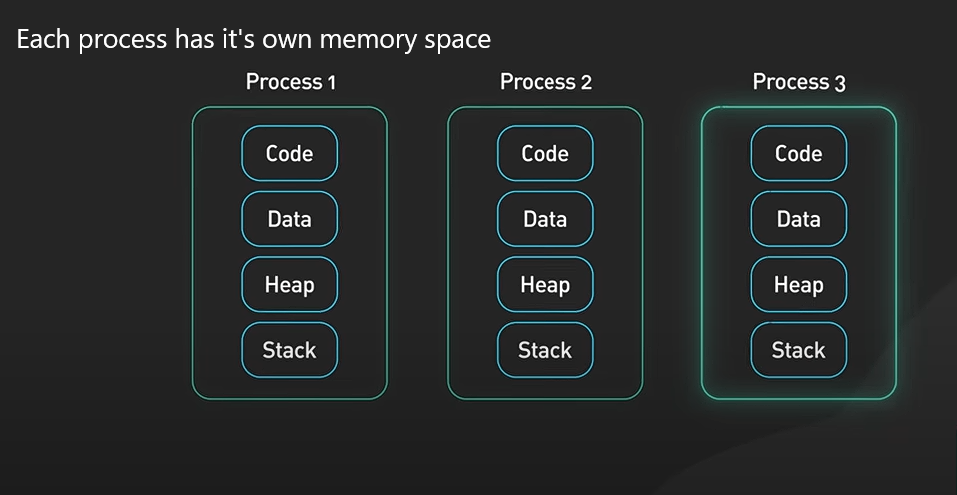 Each process has it's own memory space
Process 1 Process 2 Process 3
Code Code Code
Data Data Data
Heap Heap Heap
Stack Stack Stack